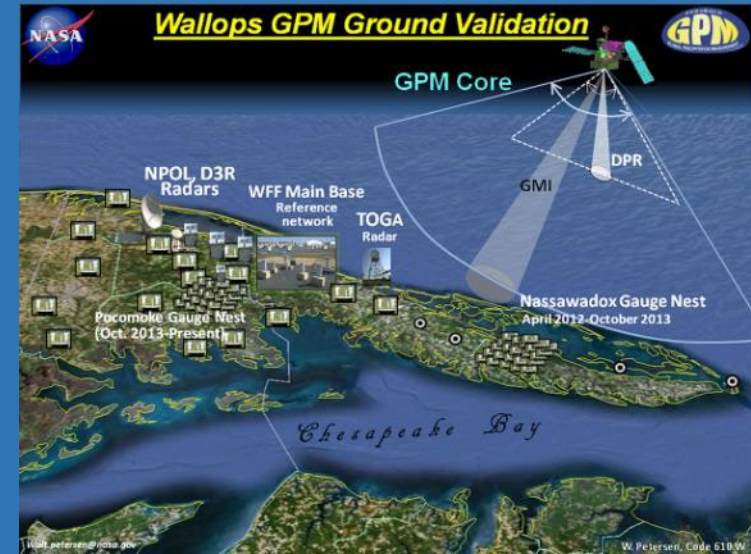 NASA
Wallops GPM Ground Validation
GPM
GPM Core
DPR
GMI
NPOL, D3R
Radars
WFF Main Base
Reference
network
TOGA
Radar
Nassawadox Gauge Nest
April 2012-October 2013
Pocomoke Gauge Nest
(Oct. 2013-Present)
Chesapeake Bay
Walt.petersen@nasa.gov
W. Petersen, Code 610.W